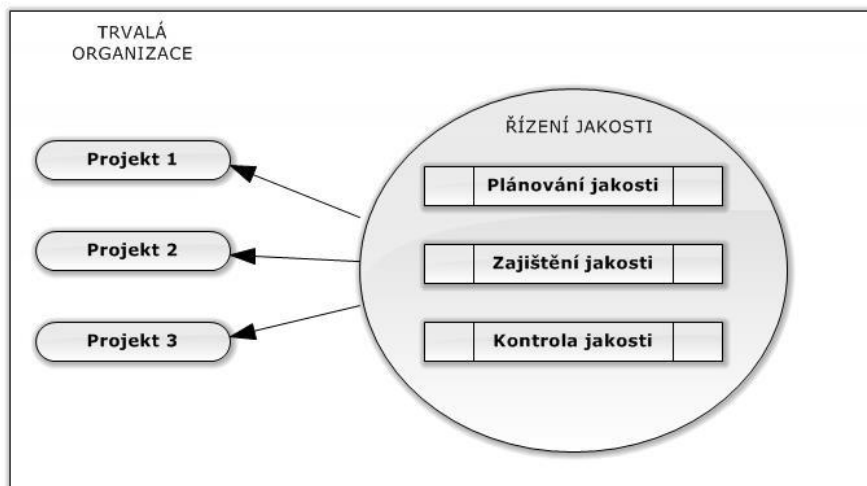 TRVALÁ
ORGANIZACE
ŘÍZENÍ JAKOSTI
Projekt 1
Plánování jakosti
Projekt 2
Zajištění jakosti
Projekt 3
Kontrola jakosti